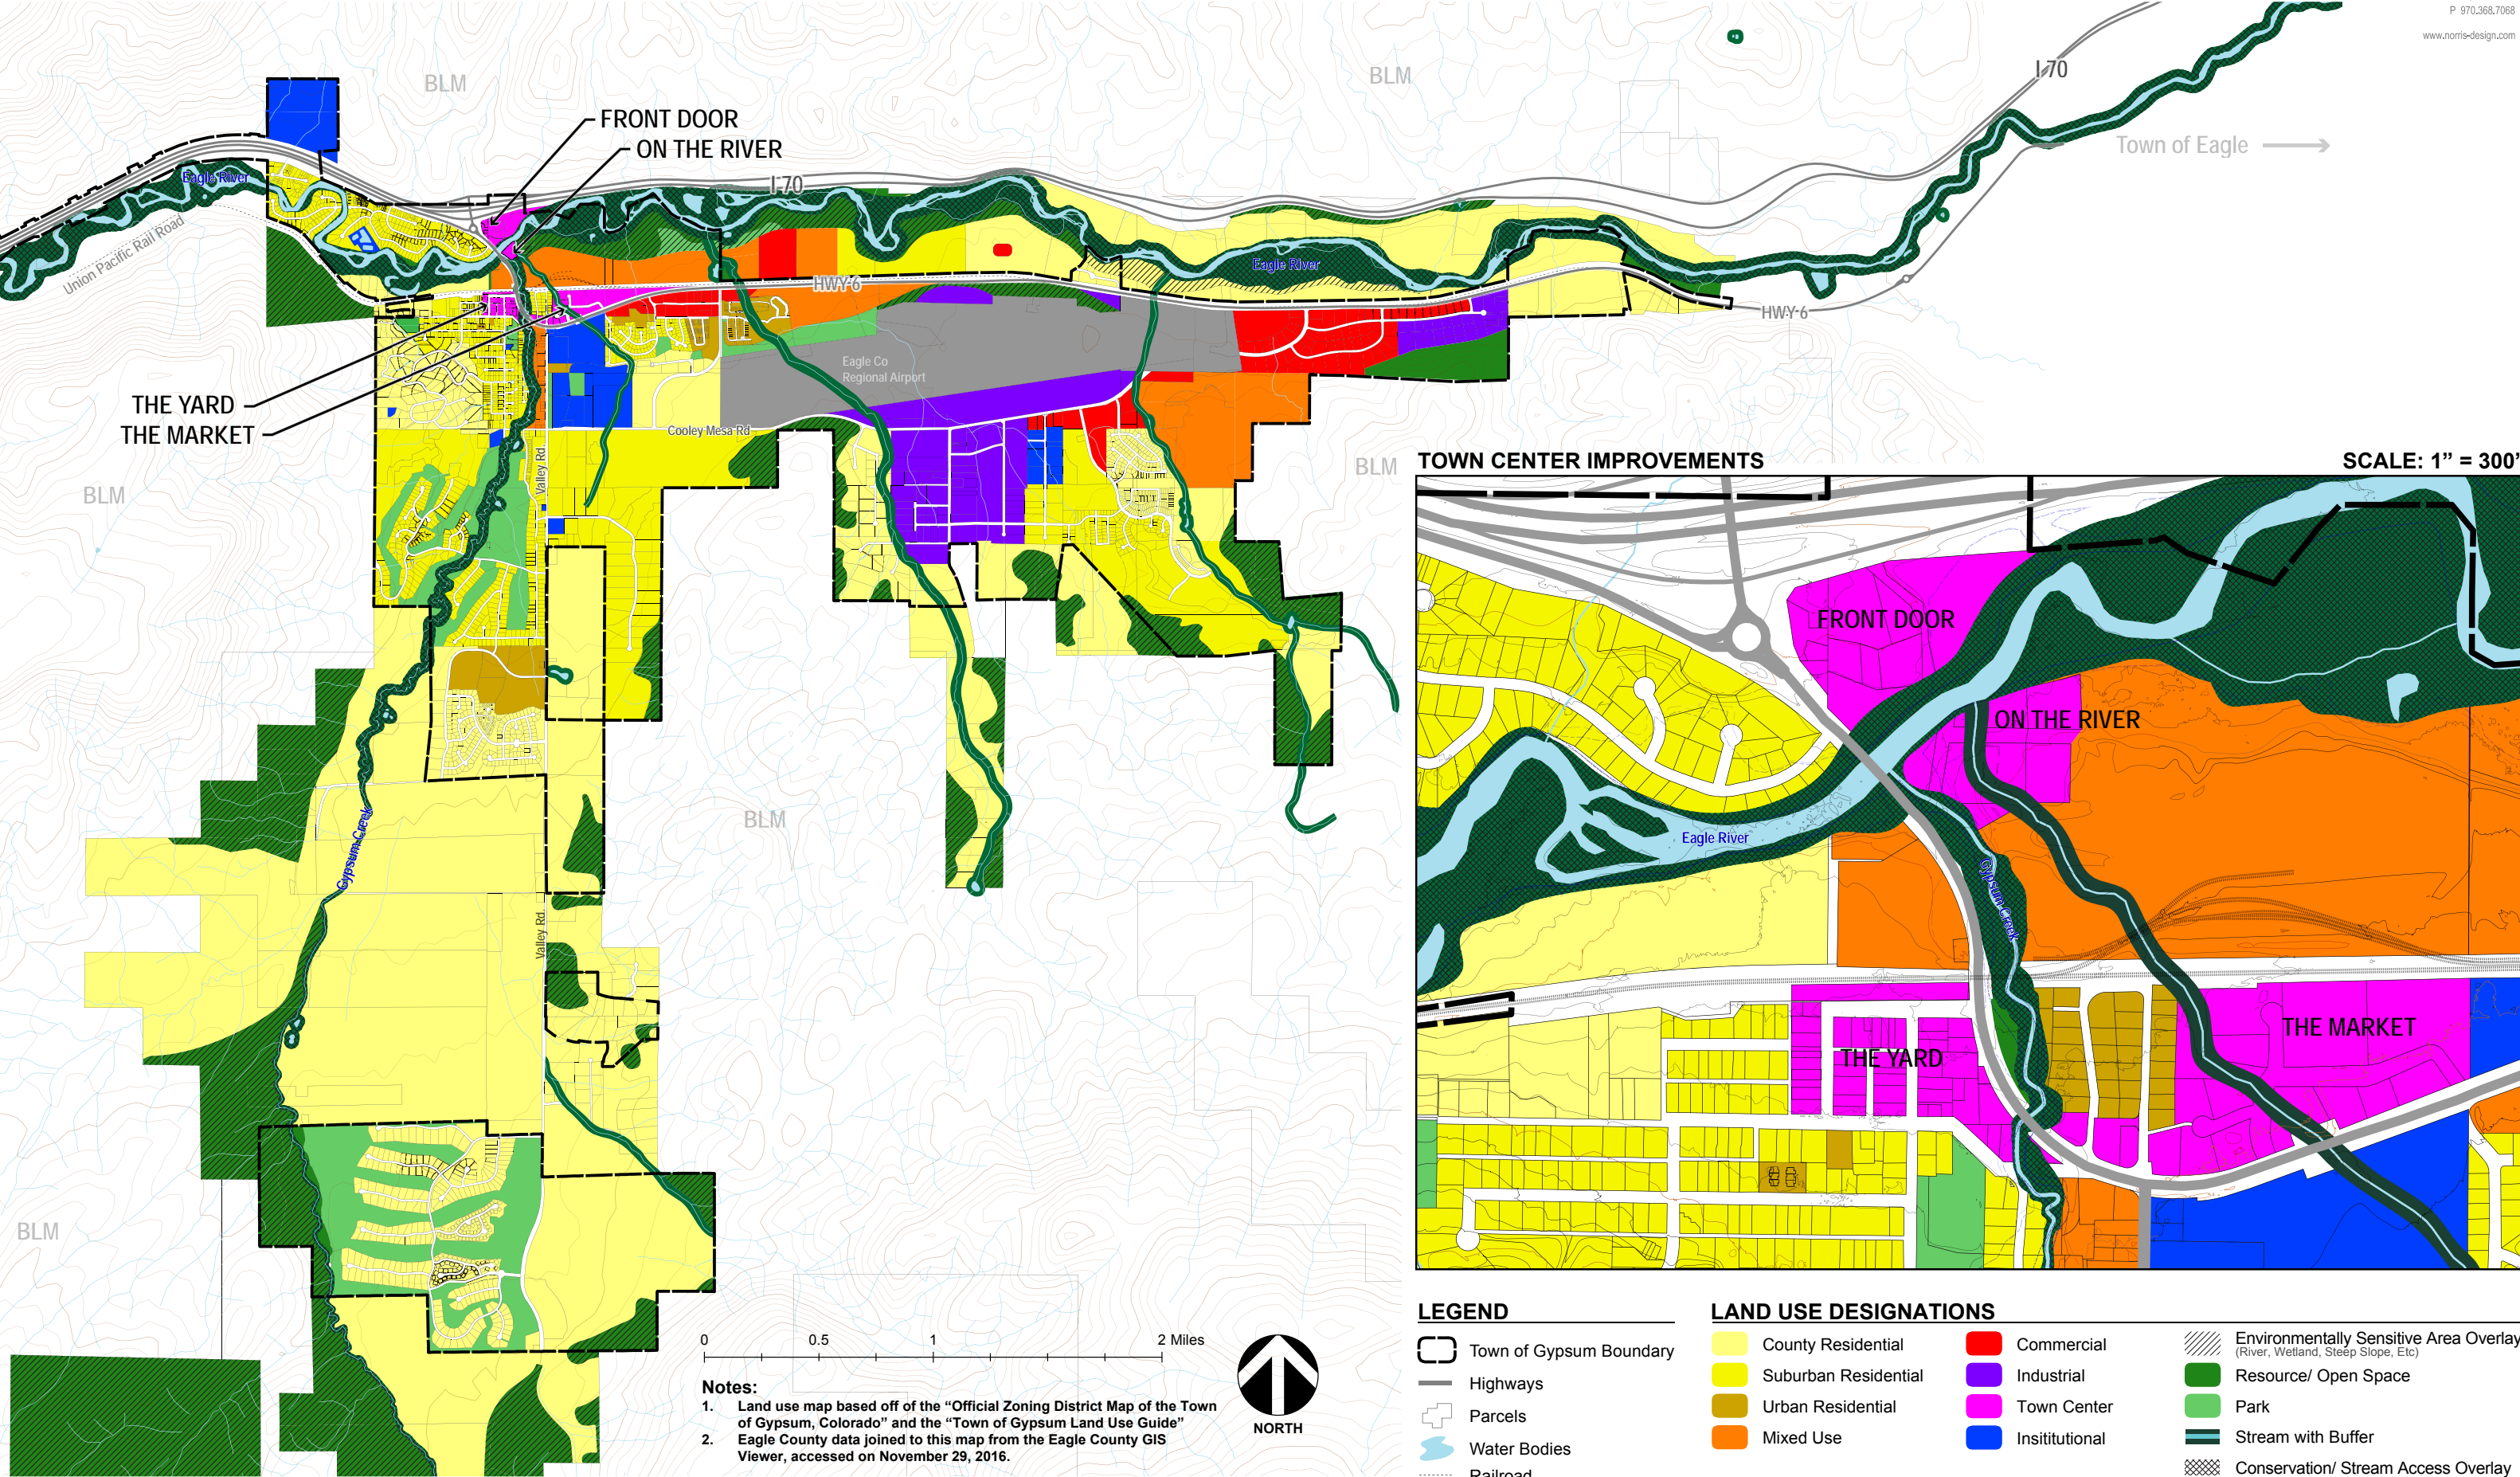 P 970.368.7068
www.norris-design.com
BLM
BLM
I-70
FRONT DOOR
ON THE RIVER
Town of Eagle
Eagle River
I-70
Union Pacific Rail Road
HWY-6
Eagle River
HWY-6
Eagle Co
Regional Airport
THE YARD
THE MARKET
Cooley Mesa Rd
Valley Rd.
BLM
BLM
BLM
Gypsum Creek
Valley Rd.
BLM
TOWN CENTER IMPROVEMENTS
SCALE: 1” = 300’
FRONT DOOR
ON THE RIVER
Eagle River
Gypsum Creek
THE YARD
THE MARKET
0 0.5 1 2 Miles
NORTH
Notes:
1. Land use map based off of the “Official Zoning District Map of the Town
of Gypsum, Colorado” and the “Town of Gypsum Land Use Guide”
2. Eagle County data joined to this map from the Eagle County GIS
Viewer, accessed on November 29, 2016.
LEGEND
Town of Gypsum Boundary
Highways
Parcels
Water Bodies
Railroad
LAND USE DESIGNATIONS
County Residential
Suburban Residential
Urban Residential
Mixed Use
Commercial
Industrial
Town Center
Insititutional
Environmentally Sensitive Area Overlay
(River, Wetland, Steep Slope, Etc)
Resource/ Open Space
Park
Stream with Buffer
Conservation/ Stream Access Overlay